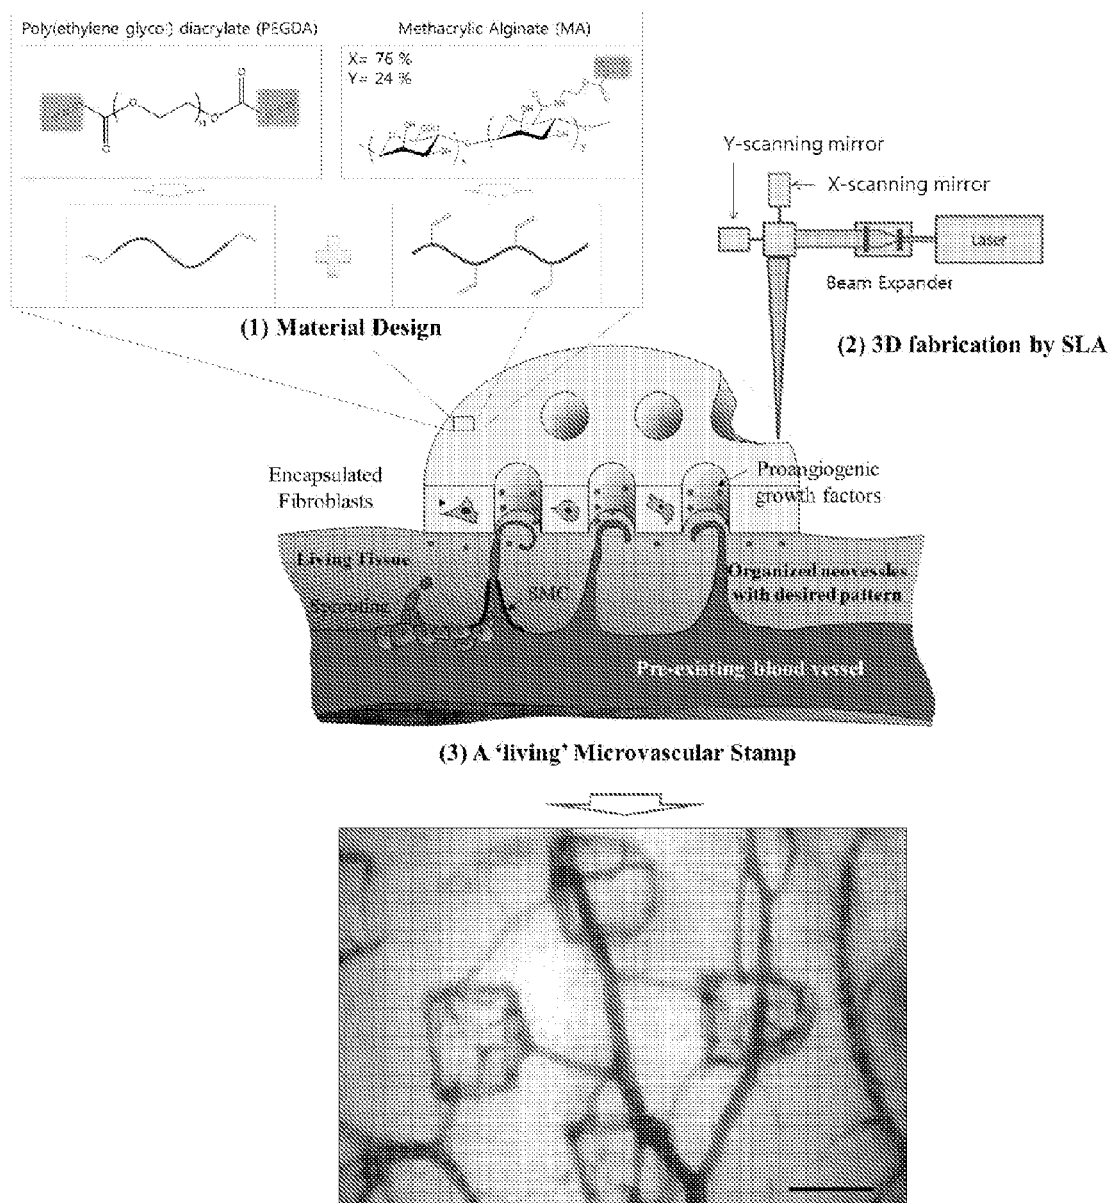 Poly(ethylene glycol) diacrylate (PEGDA)
Methacrylic Alginate (MA)
X= 76 %
Y= 24 %
Y-scanning mirror
X-scanning mirror
Laser
Beam Expander
(1) Material Design
(2) 3D fabrication by SLA
Encapsulated
Fibroblasts
Proangiogenic
growth factors
Living Tissue
Organized neovessles
with desired pattern
Sprouting
SMC
Pre-existing blood vessel
(3) A ‘living’ Microvascular Stamp